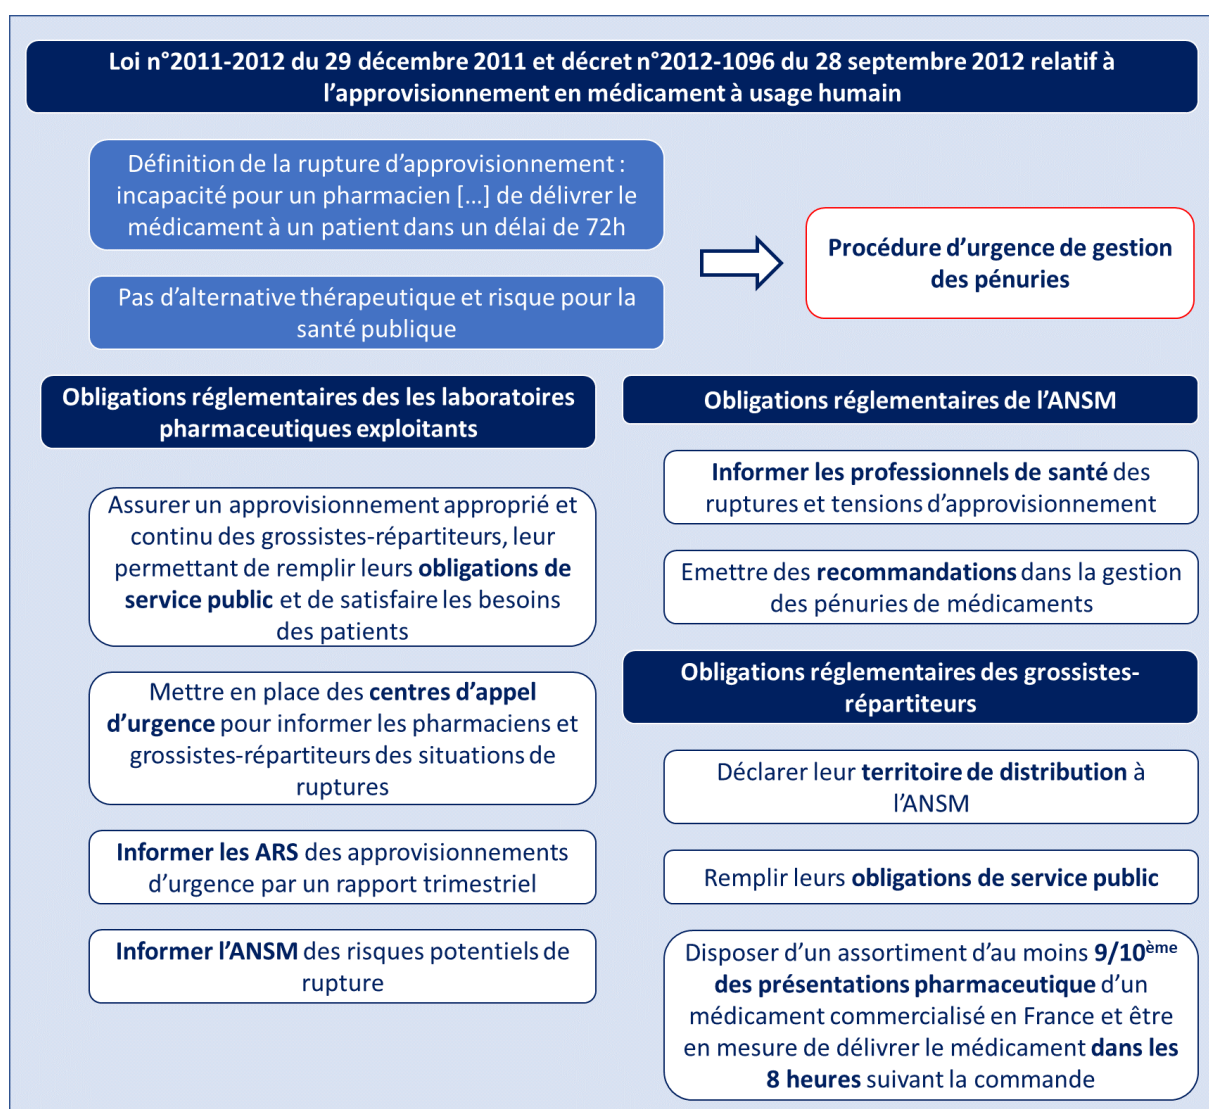 Loi n°2011-2012 du 29 décembre 2011 et décret n°2012-1096 du 28 septembre 2012 relatif à
l'approvisionnement en médicament à usage humain
Définition de la rupture d'approvisionnement :
incapacité pour un pharmacien […] de délivrer le
médicament à un patient dans un délai de 72h
Pas d'alternative thérapeutique et risque pour la
santé publique
Procédure d'urgence de gestion
des pénuries
Obligations réglementaires des les laboratoires
pharmaceutiques exploitants
Assurer un approvisionnement approprié et
continu des grossistes-répartiteurs, leur
permettant de remplir leurs obligations de
service public et de satisfaire les besoins
des patients
Mettre en place des centres d'appel
d'urgence pour informer les pharmaciens et
grossistes-répartiteurs des situations de
ruptures
Informer les ARS des approvisionnements
d'urgence par un rapport trimestriel
Informer l'ANSM des risques potentiels de
rupture
Obligations réglementaires de l'ANSM
Informer les professionnels de santé des
ruptures et tensions d'approvisionnement
Emettre des recommandations dans la gestion
des pénuries de médicaments
Obligations réglementaires des grossistes-
répartiteurs
Déclarer leur territoire de distribution à
l'ANSM
Remplir leurs obligations de service public
Disposer d'un assortiment d'au moins 9/10ème
des présentations pharmaceutique d'un
médicament commercialisé en France et être
en mesure de délivrer le médicament dans les
8 heures suivant la commande